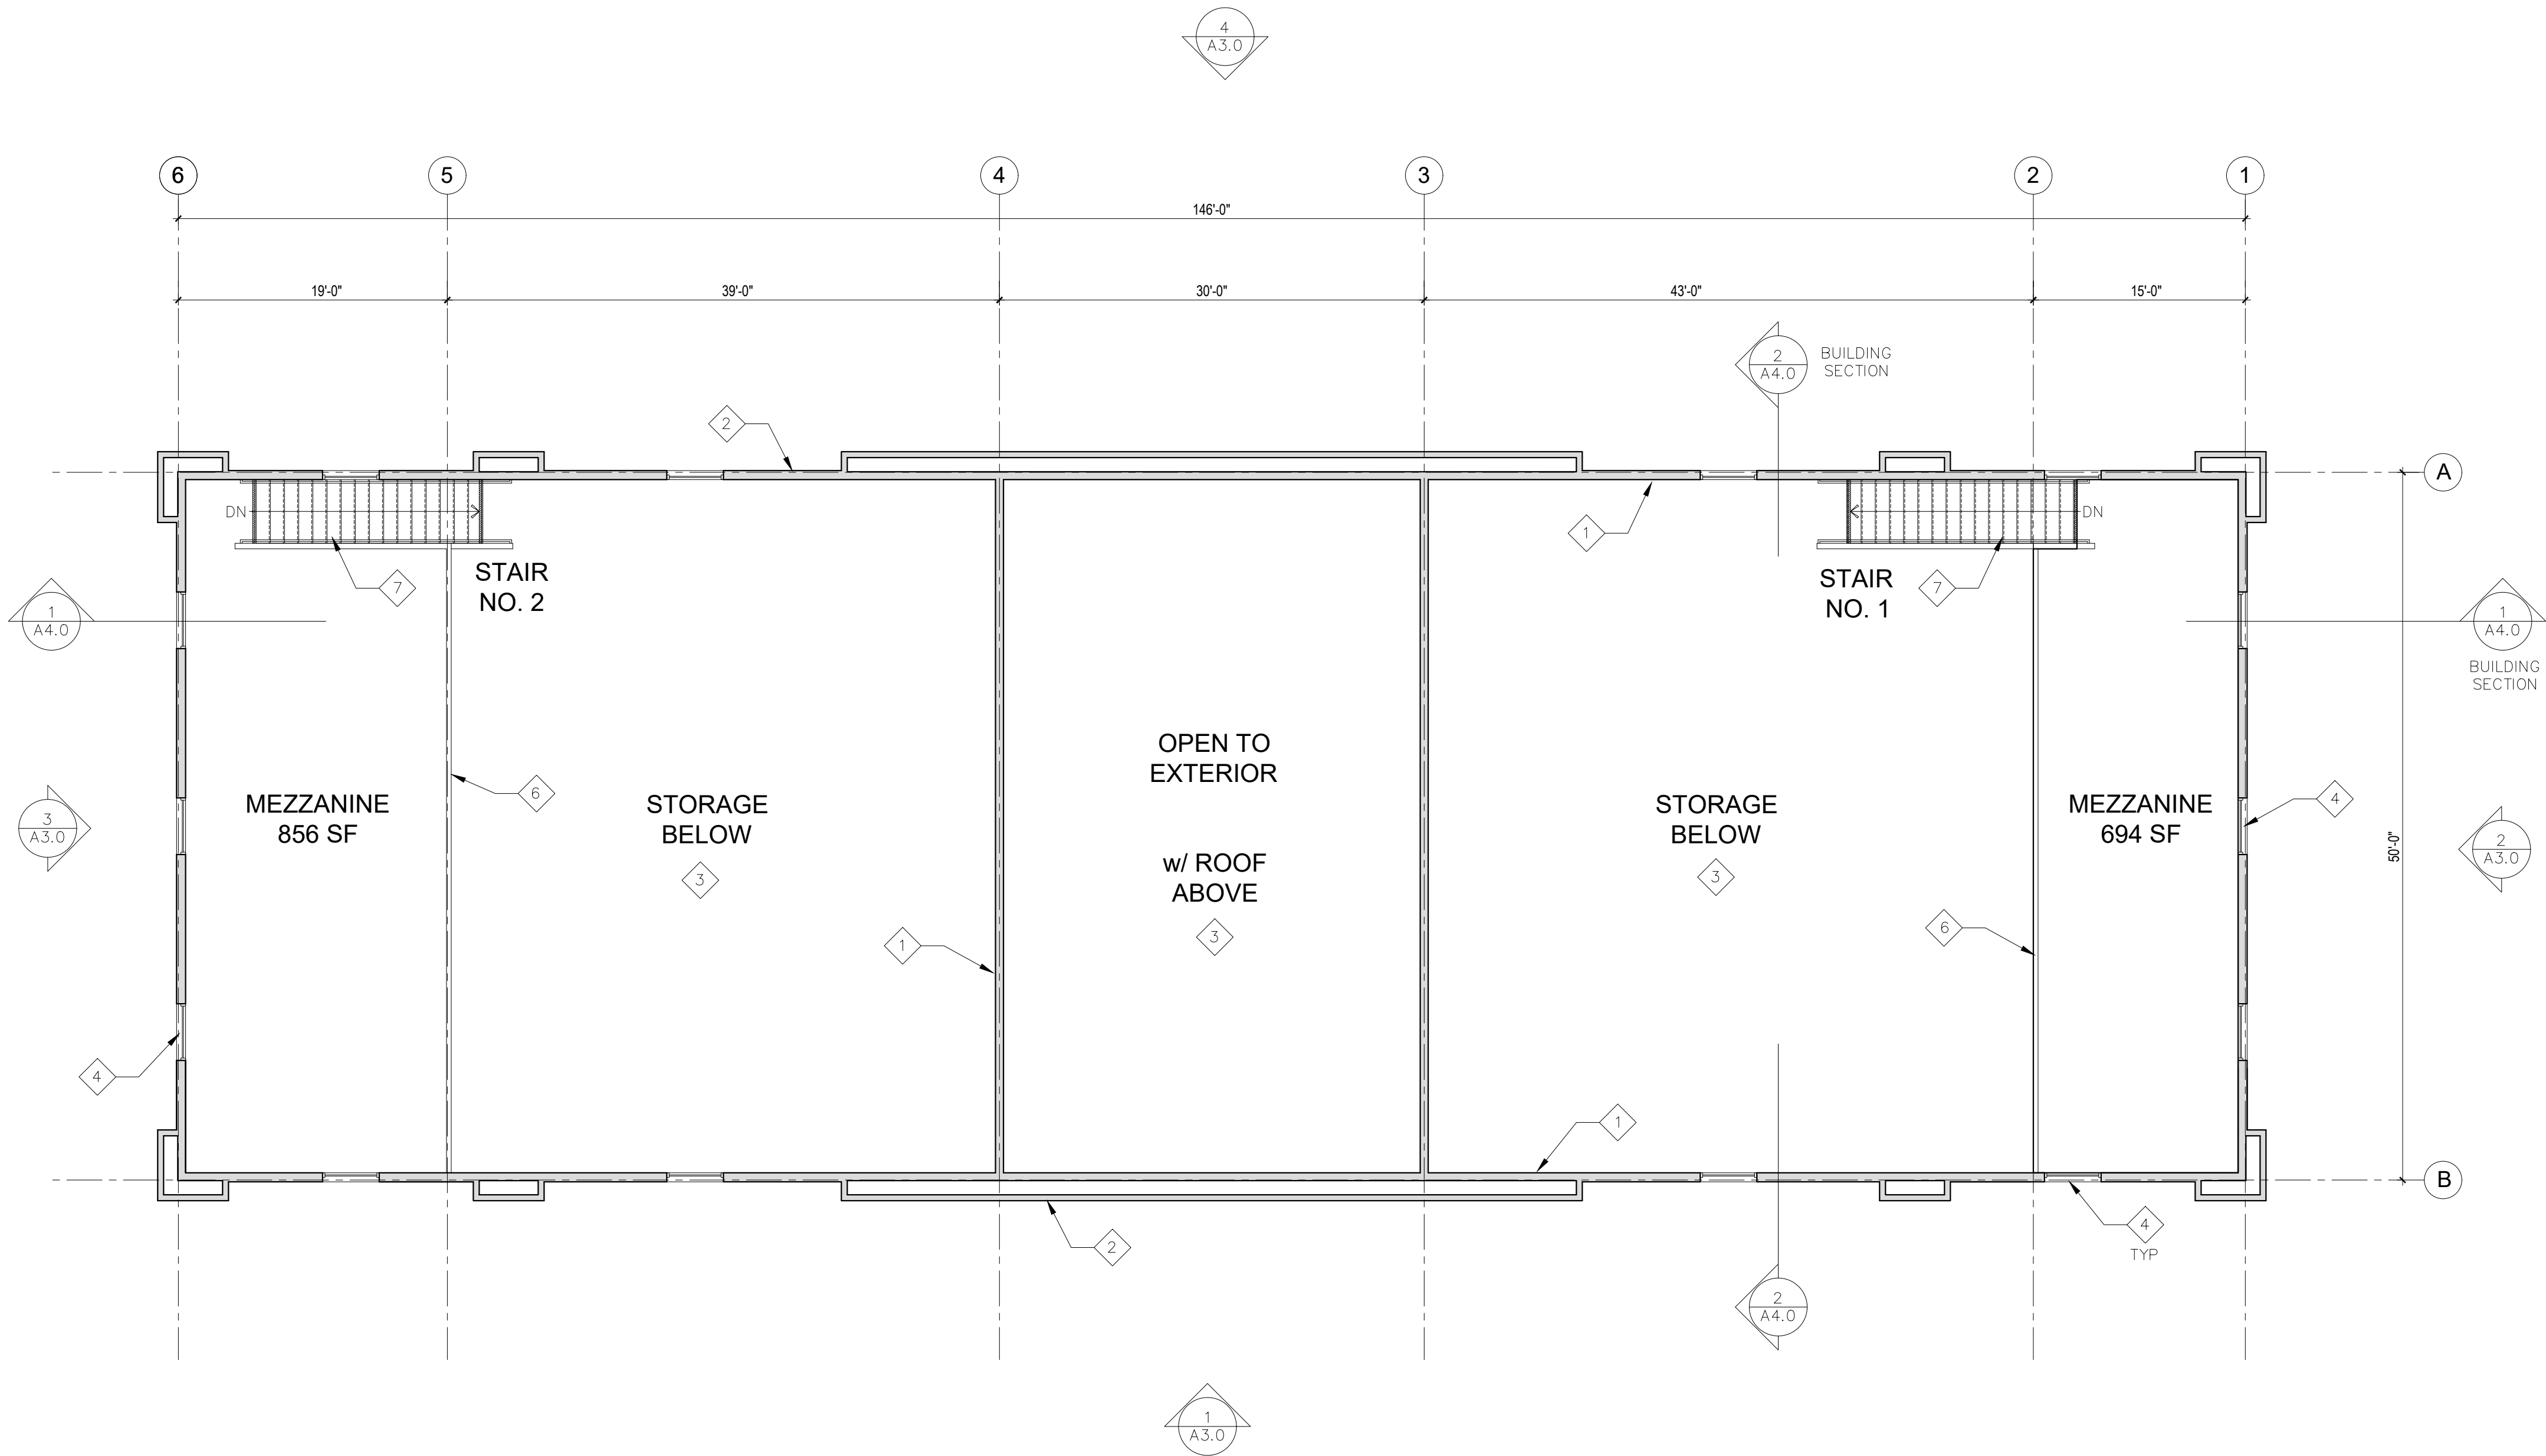 4
A3.0
6
5
4
3
2
1
146'-0"
19'-0"
39'-0"
30'-0"
43'-0"
15'-0"
2
A4.0
BUILDING
SECTION
2
A
DN
DN
1
STAIR
NO. 2
7
STAIR
NO. 1
7
1
A4.0
1
A4.0
BUILDING
SECTION
OPEN TO
EXTERIOR
w/ ROOF
ABOVE
3
MEZZANINE
856 SF
6
STORAGE
BELOW
3
STORAGE
BELOW
3
MEZZANINE
694 SF
4
3
A3.0
2
A3.0
50'-0"
1
6
4
1
B
2
4
TYP
2
A4.0
1
A3.0